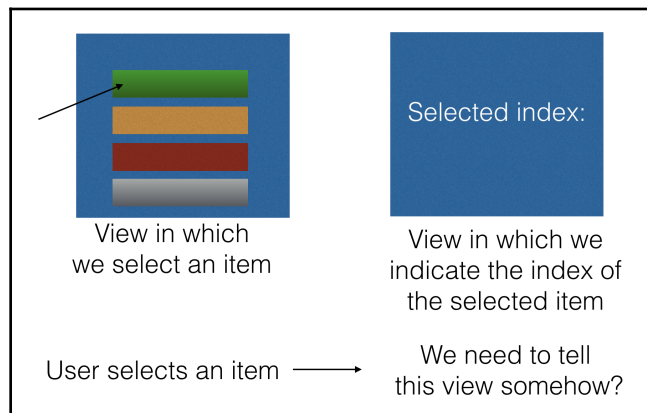 Selected index:
View in which
we select an item
View in which we
indicate the index of
the selected item
User selects an item
We need to tell
this view somehow?